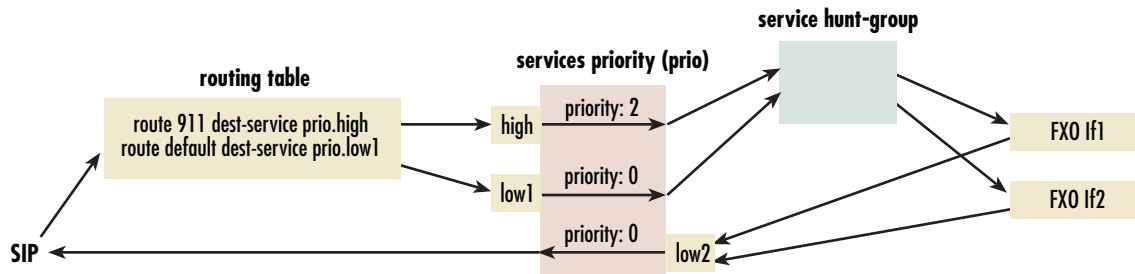 service hunt-group
services priority (prio)
routing table
route 911 dest-service prio.high
route default dest-service prio.low1
high
priority: 2
FXO If1
low1
priority: 0
FXO If2
priority: 0
SIP
low2